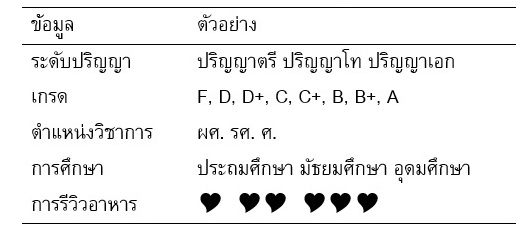 ข้อมูล ตัวอย่าง
ระดับปริญญา ปริญญาตรี ปริญญาโท ปริญญาเอก
เกรด F, D, D+, C, C+, B, B+, A
ตำแหน่งวิชาการ ผศ. รศ. ศ.
การศึกษา ประถมศึกษา มัธยมศึกษา อุดมศึกษา
การรีวิวอาหาร ♥ ♥♥ ♥♥♥